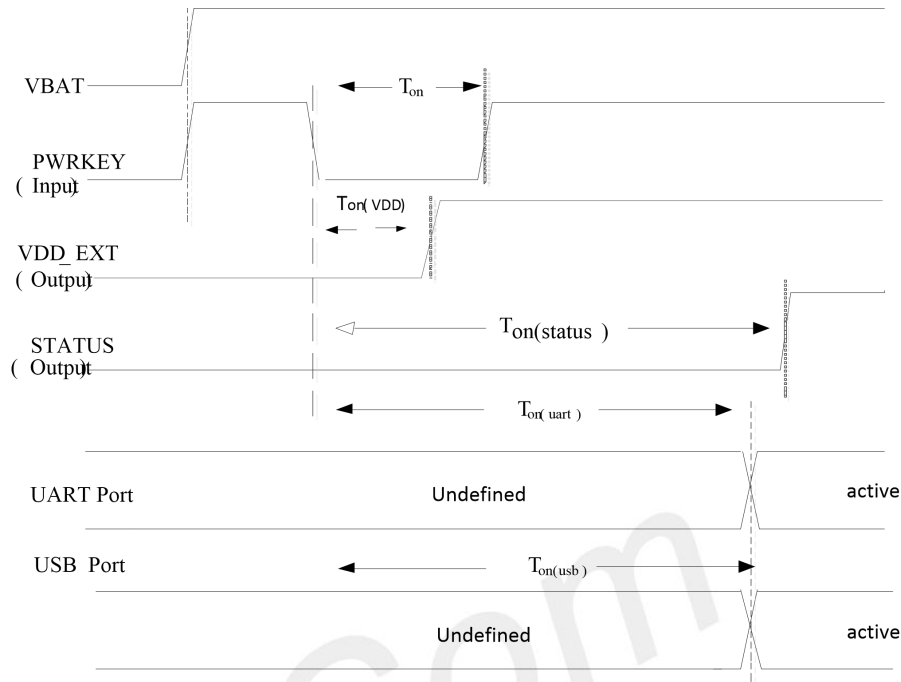 VBAT
Ton
PWRKEY
( Input)
Ton( VDD)
VDD_EXT
( Output)
Ton(status )
STATUS
( Output)
Ton( uart )
UART Port
Undefined
active
USB Port
Ton(usb )
Undefined
active
Com